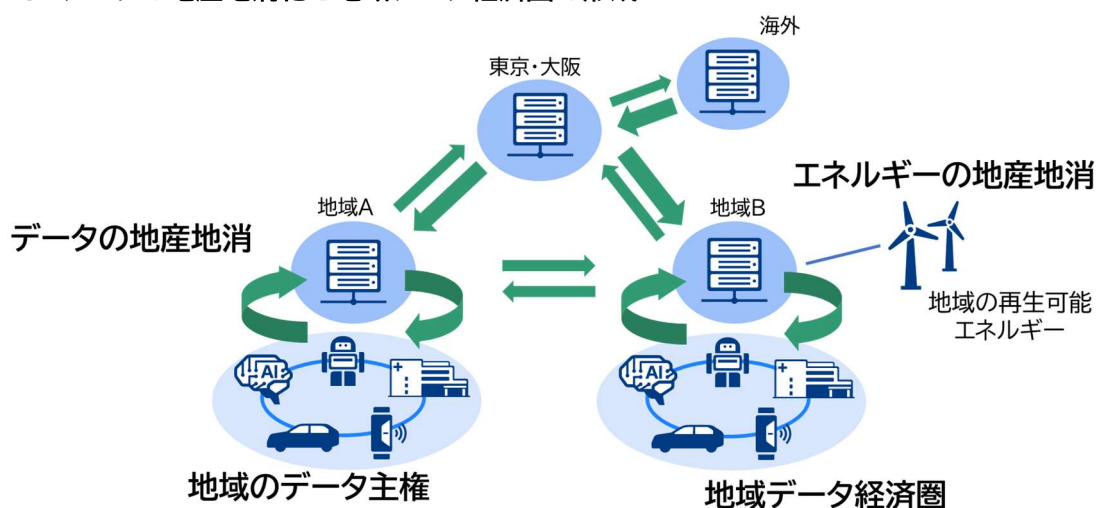 海外
東京・大阪
エネルギーの地産地消
地域A
地域B
データの地産地消
地域の再生可能
エネルギー
AI
AI
地域のデータ主権
地域データ経済圏